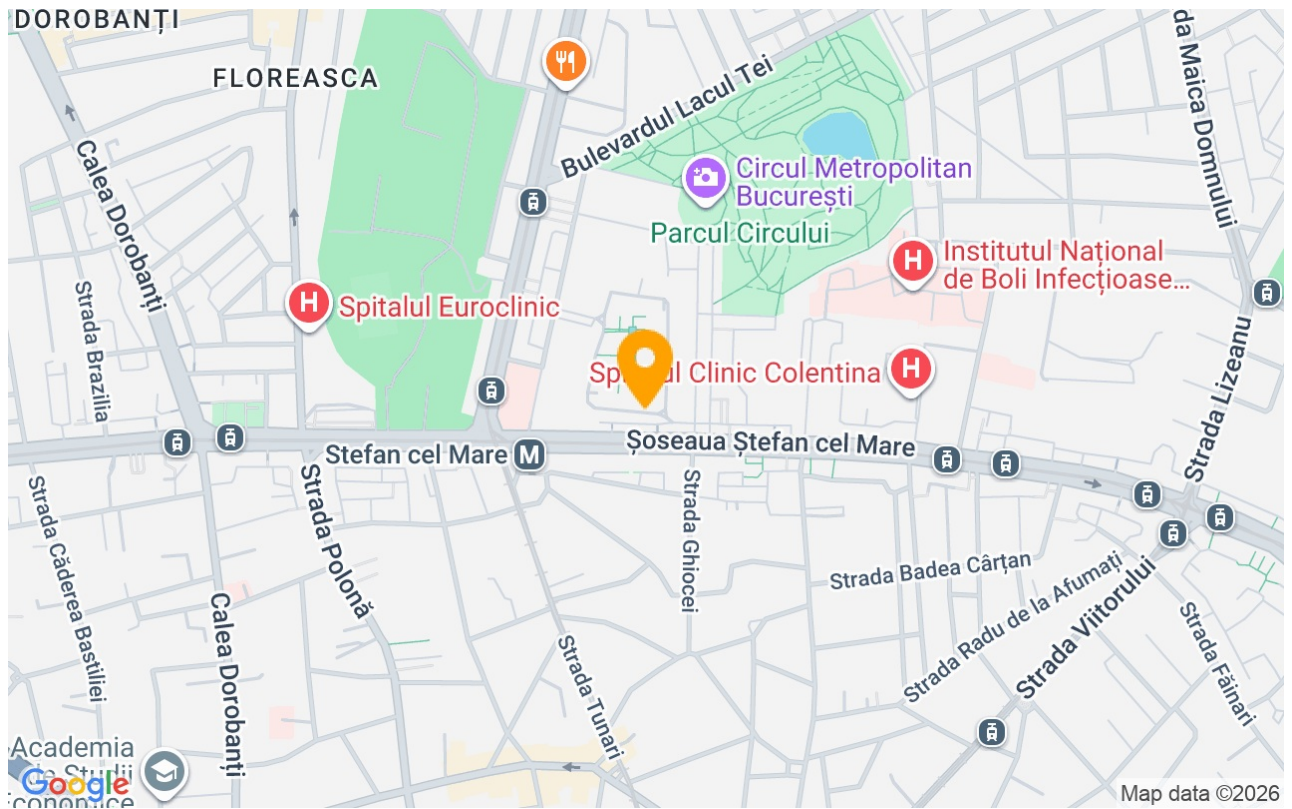 DOROBANȚI
FLOREASCA
Calea Dorobanți
Bulevardul Lacul Tei
da Maica Domnului
Circul Metropolitan
București
Parcul Circului
Institutul Național
de Boli Infecțioase...
Spitalul Euroclinic
Strada Brazilia
Clinic Colentina
Strada Lizeanu
Stefan cel Mare
M
Șoseaua Ștefan cel Mare
Strada Polonă
Strada Ghiocei
Strada Căderea Bastiliei
Strada Badea Cârțan
Strada Radu de la Afumați
Strada Viitorului
Strada Făinari
Calea Dorobanți
Strada Tunari
Academia
de Studii
Economice
Google
Map data ©2026
H
H
H